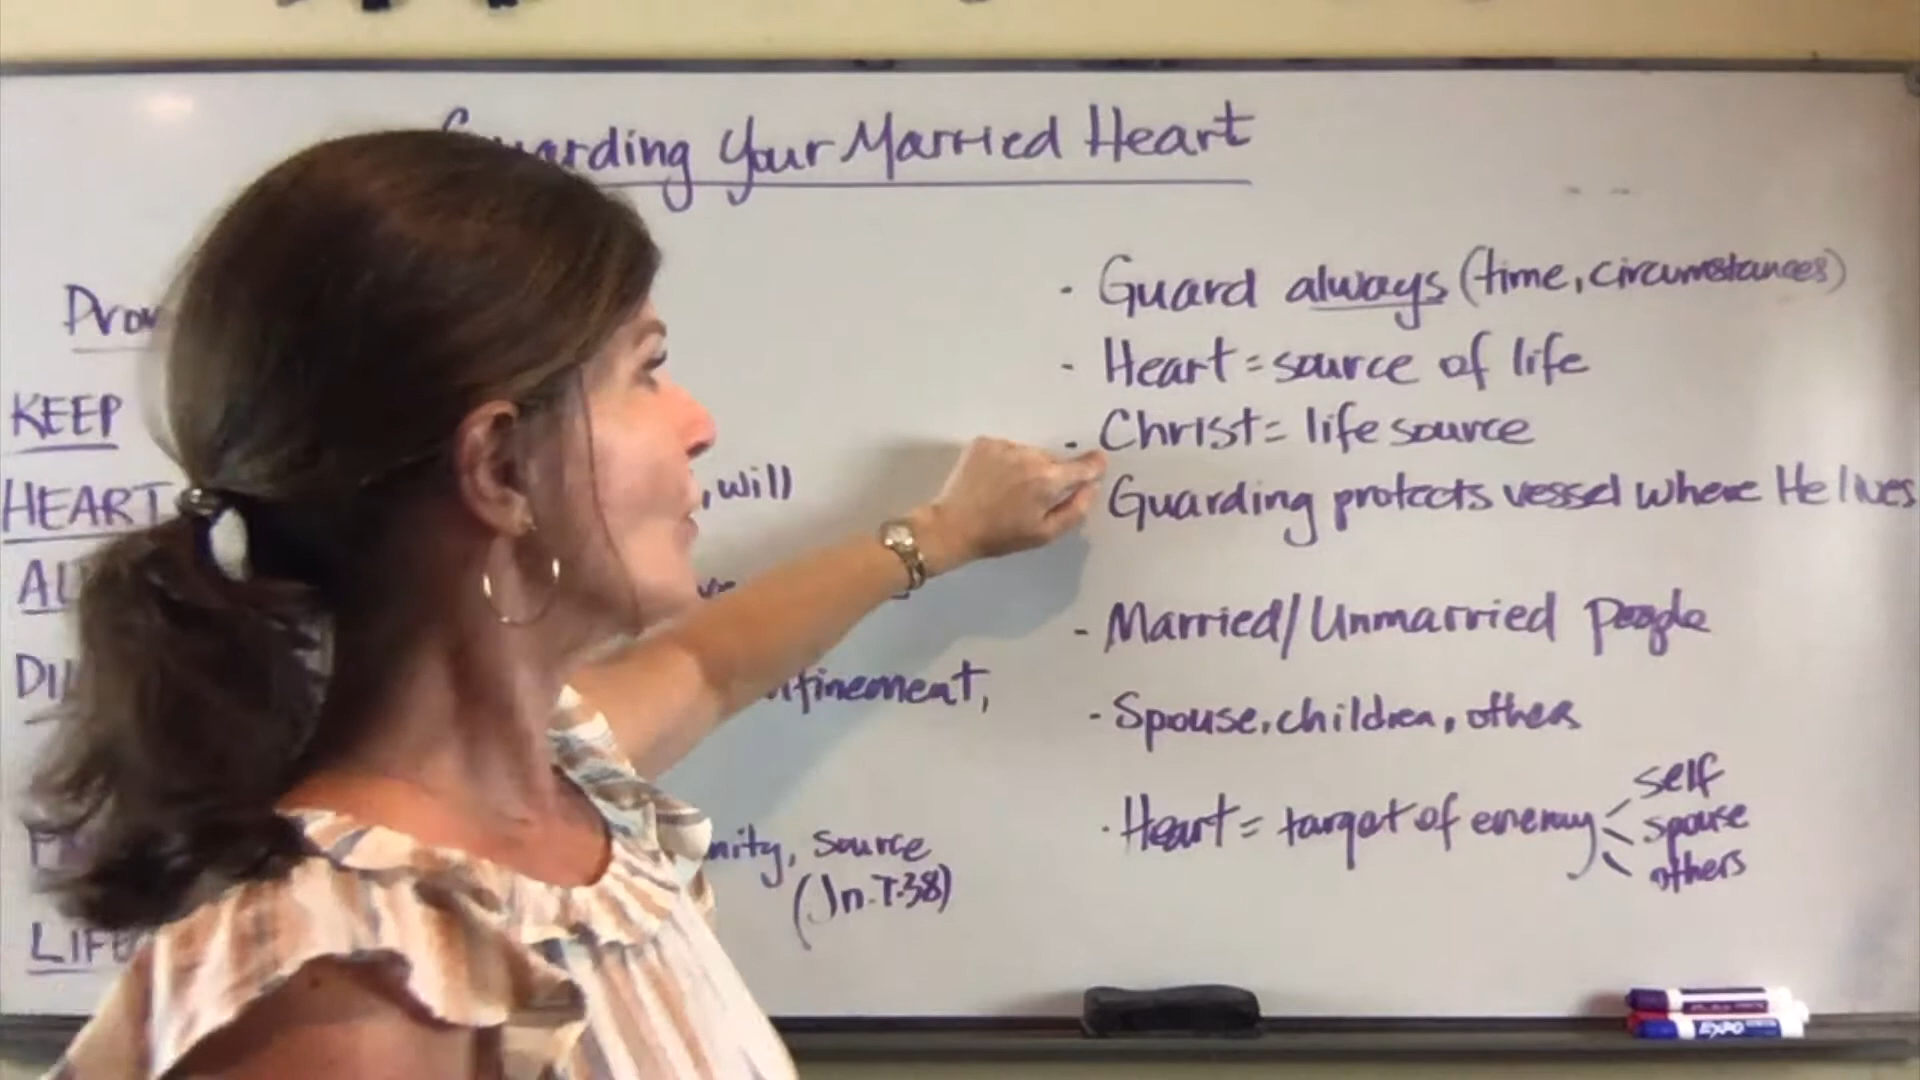 Guarding Your Married Heart
Prov
KEEP
HEART
, will
AL
DI
nfinement,
nity, source
(Jn. 7:38)
LIFE
- Guard always (time, circumstances)
- Heart = source of life
- Christ = life source
Guarding protects vessel where He lives
- Married/Unmarried people
- Spouse, children, others
· Heart = target of enemy
self
spouse
others
EXPO